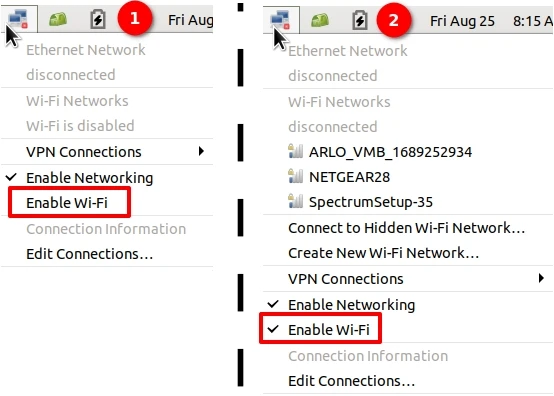 1
Fri Aug
Ethernet Network
disconnected
Wi-Fi Networks
Wi-Fi is disabled
VPN Connections
Enable Networking
Enable Wi-Fi
Connection Information
Edit Connections…
2
Fri Aug 25
8:15 A
Ethernet Network
disconnected
Wi-Fi Networks
disconnected
ARLO_VMB_1689252934
NETGEAR28
SpectrumSetup-35
Connect to Hidden Wi-Fi Network…
Create New Wi-Fi Network…
VPN Connections
Enable Networking
Enable Wi-Fi
Connection Information
Edit Connections…